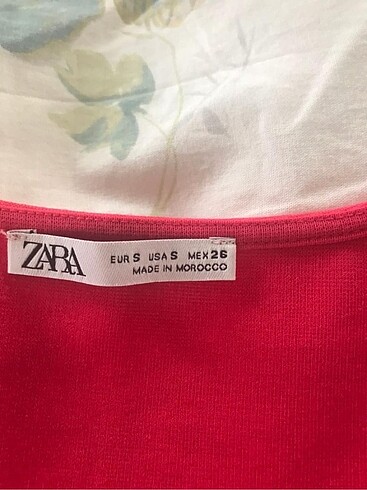 ZARA
EUR S USA S MEX 26
MADE IN MOROCCO